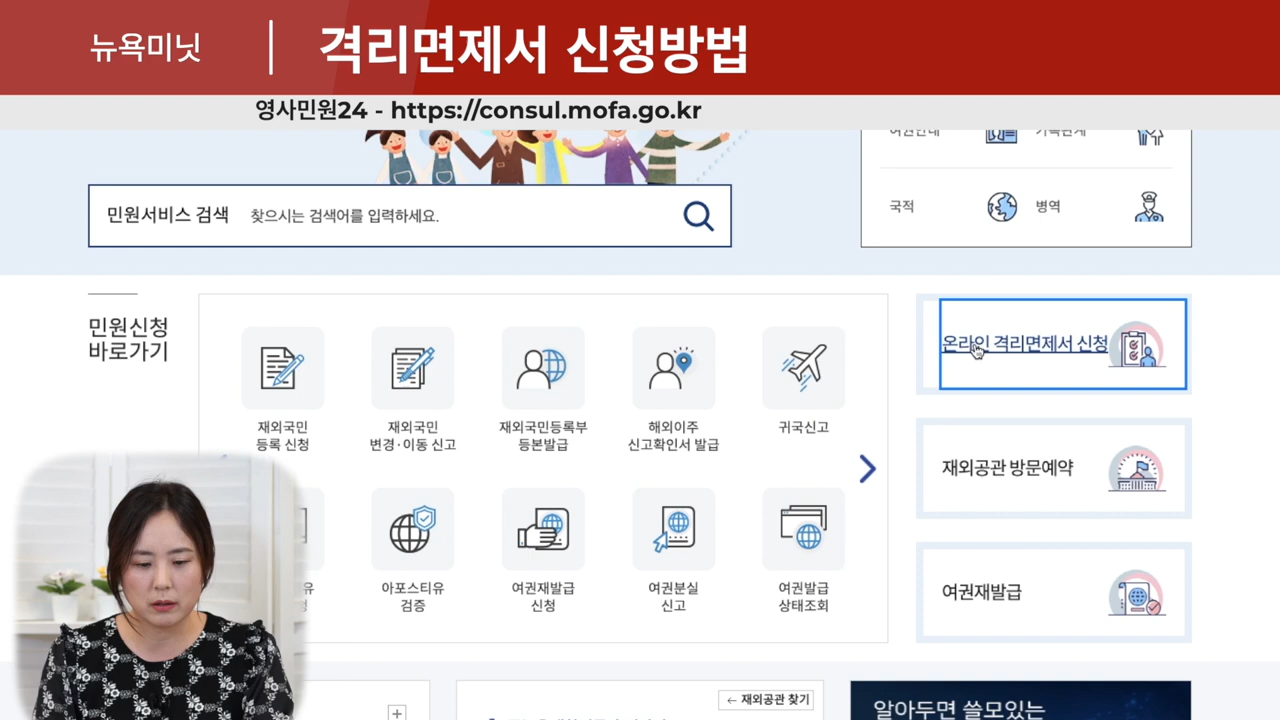 뉴욕미닛
격리면제서 신청방법
영사민원24 - https://consul.mofa.go.kr
여권안내
가족관계
민원서비스 검색
찾으시는 검색어를 입력하세요.
국적
병역
민원신청
바로가기
재외국민
등록 신청
재외국민
변경·이동 신고
재외국민등록부
등본발급
해외이주
신고확인서 발급
귀국신고
온라인 격리면제서 신청
재외공관 방문예약
아포스티유
검증
여권재발급
신청
여권분실
신고
여권발급
상태조회
여권재발급
← 재외공관 찾기
알아두면 쓸모있는